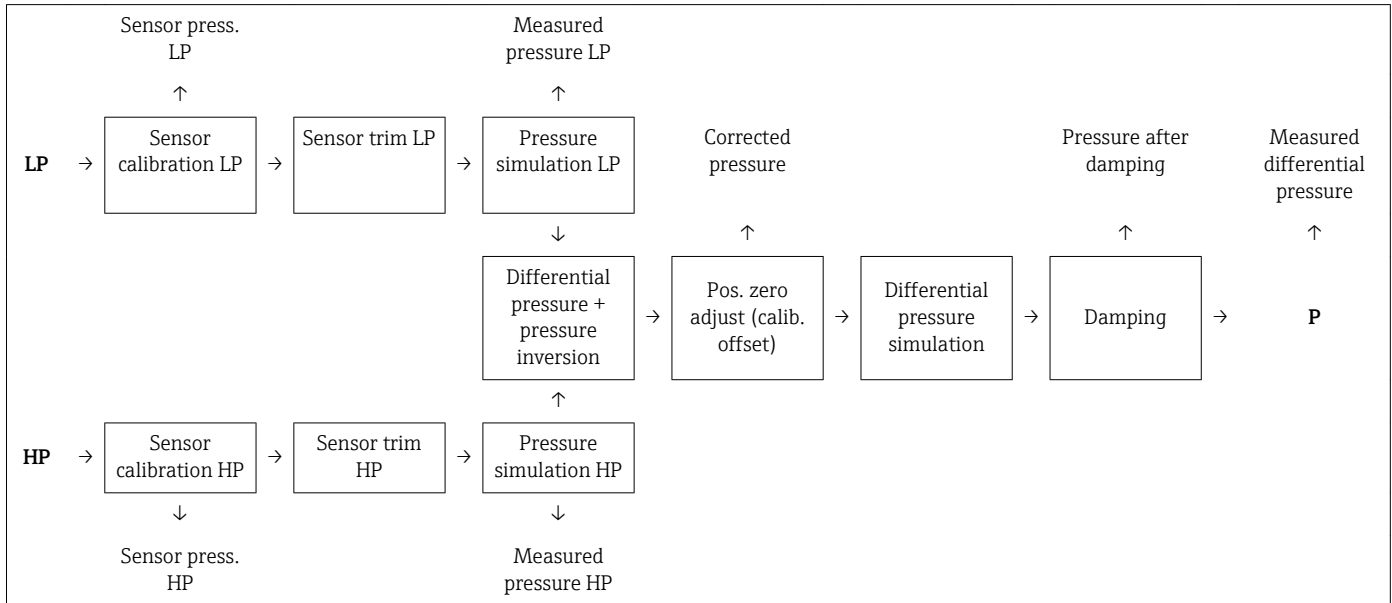 Sensor press.
LP
Measured
pressure LP
↑
↑
LP
→
Sensor
calibration LP
→
Sensor trim LP
→
Pressure
simulation LP
Corrected
pressure
Pressure after
damping
Measured
differential
pressure
↓
↑
↑
↑
Differential
pressure +
pressure
inversion
→
Pos. zero
adjust (calib.
offset)
→
Differential
pressure
simulation
→
Damping
→
P
↑
HP
→
Sensor
calibration HP
→
Sensor trim
HP
→
Pressure
simulation HP
↓
↓
Sensor press.
HP
Measured
pressure HP